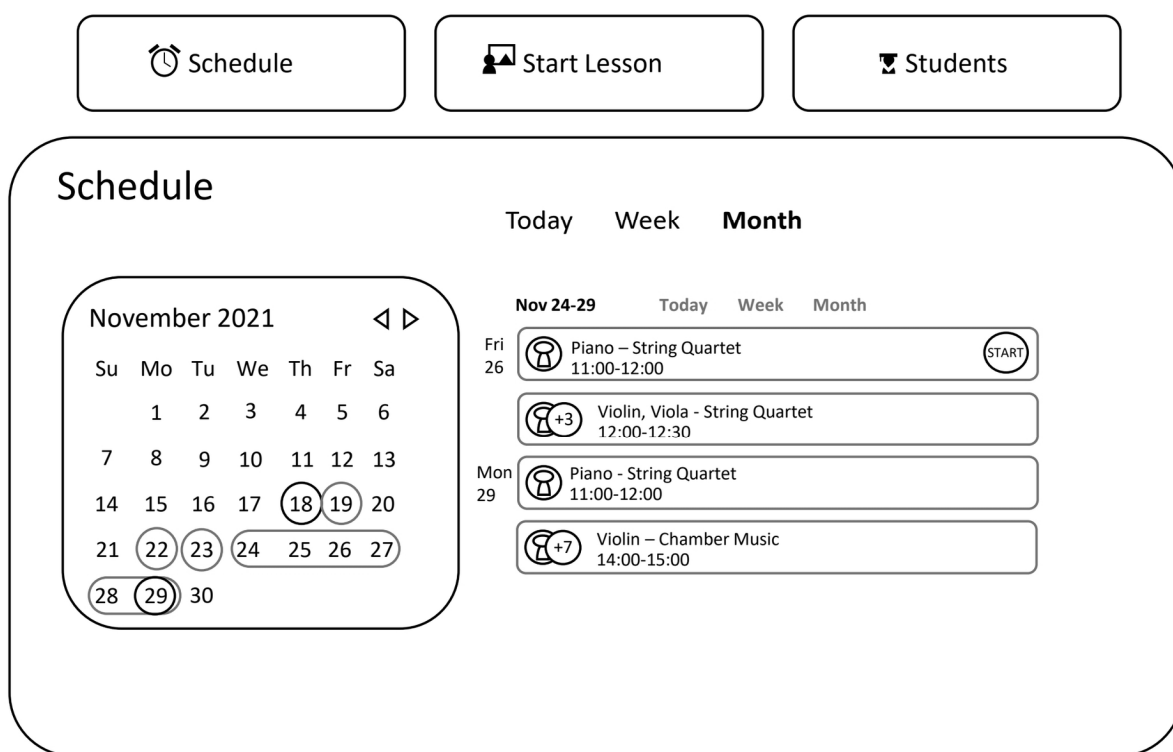 Schedule
Start Lesson
Students
Schedule
Today Week Month
November 2021
Su Mo Tu We Th Fr Sa
1 2 3 4 5 6
7 8 9 10 11 12 13
14 15 16 17 18 19 20
21 22 23 24 25 26 27
28 29 30
Nov 24-29 Today Week Month
Fri
26
Piano – String Quartet
11:00-12:00
START
+3
Violin, Viola - String Quartet
12:00-12:30
Mon
29
Piano - String Quartet
11:00-12:00
+7
Violin – Chamber Music
14:00-15:00